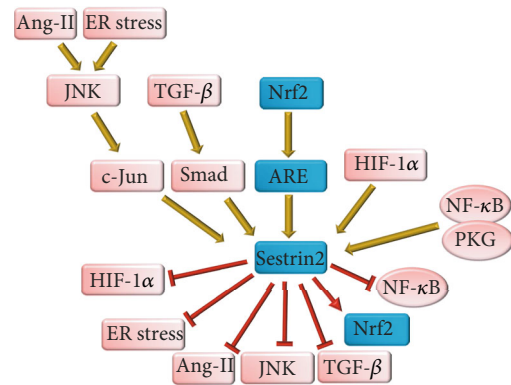 Ang-II ER stress
JNK TGF-β Nrf2
c-Jun Smad ARE HIF-1α
NF-κB
PKG
Sestrin2
HIF-1α NF-κB
ER stress Nrf2
Ang-II JNK TGF-β